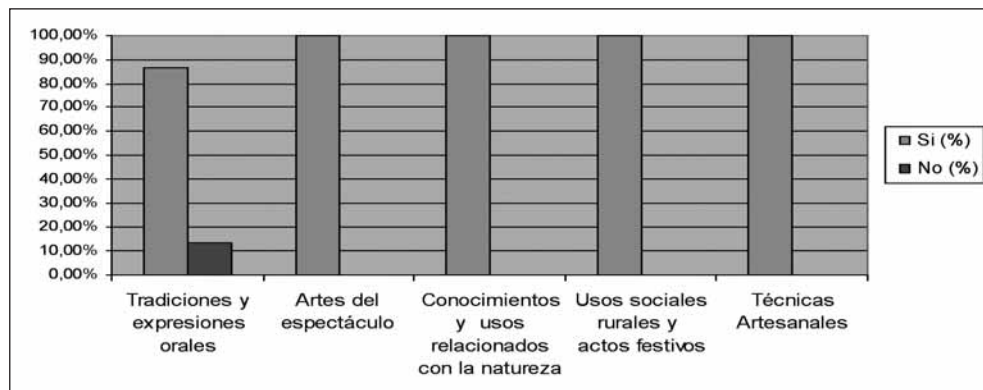 100,00%
90,00%
80,00%
70,00%
60,00%
50,00%
40,00%
30,00%
20,00%
10,00%
0,00%
Tradiciones y
expresiones
orales
Artes del
espectáculo
Conocimientos
y usos
relacionados
con la natureza
Usos sociales
rurales y
actos festivos
Técnicas
Artesanales
Si (%)
No (%)